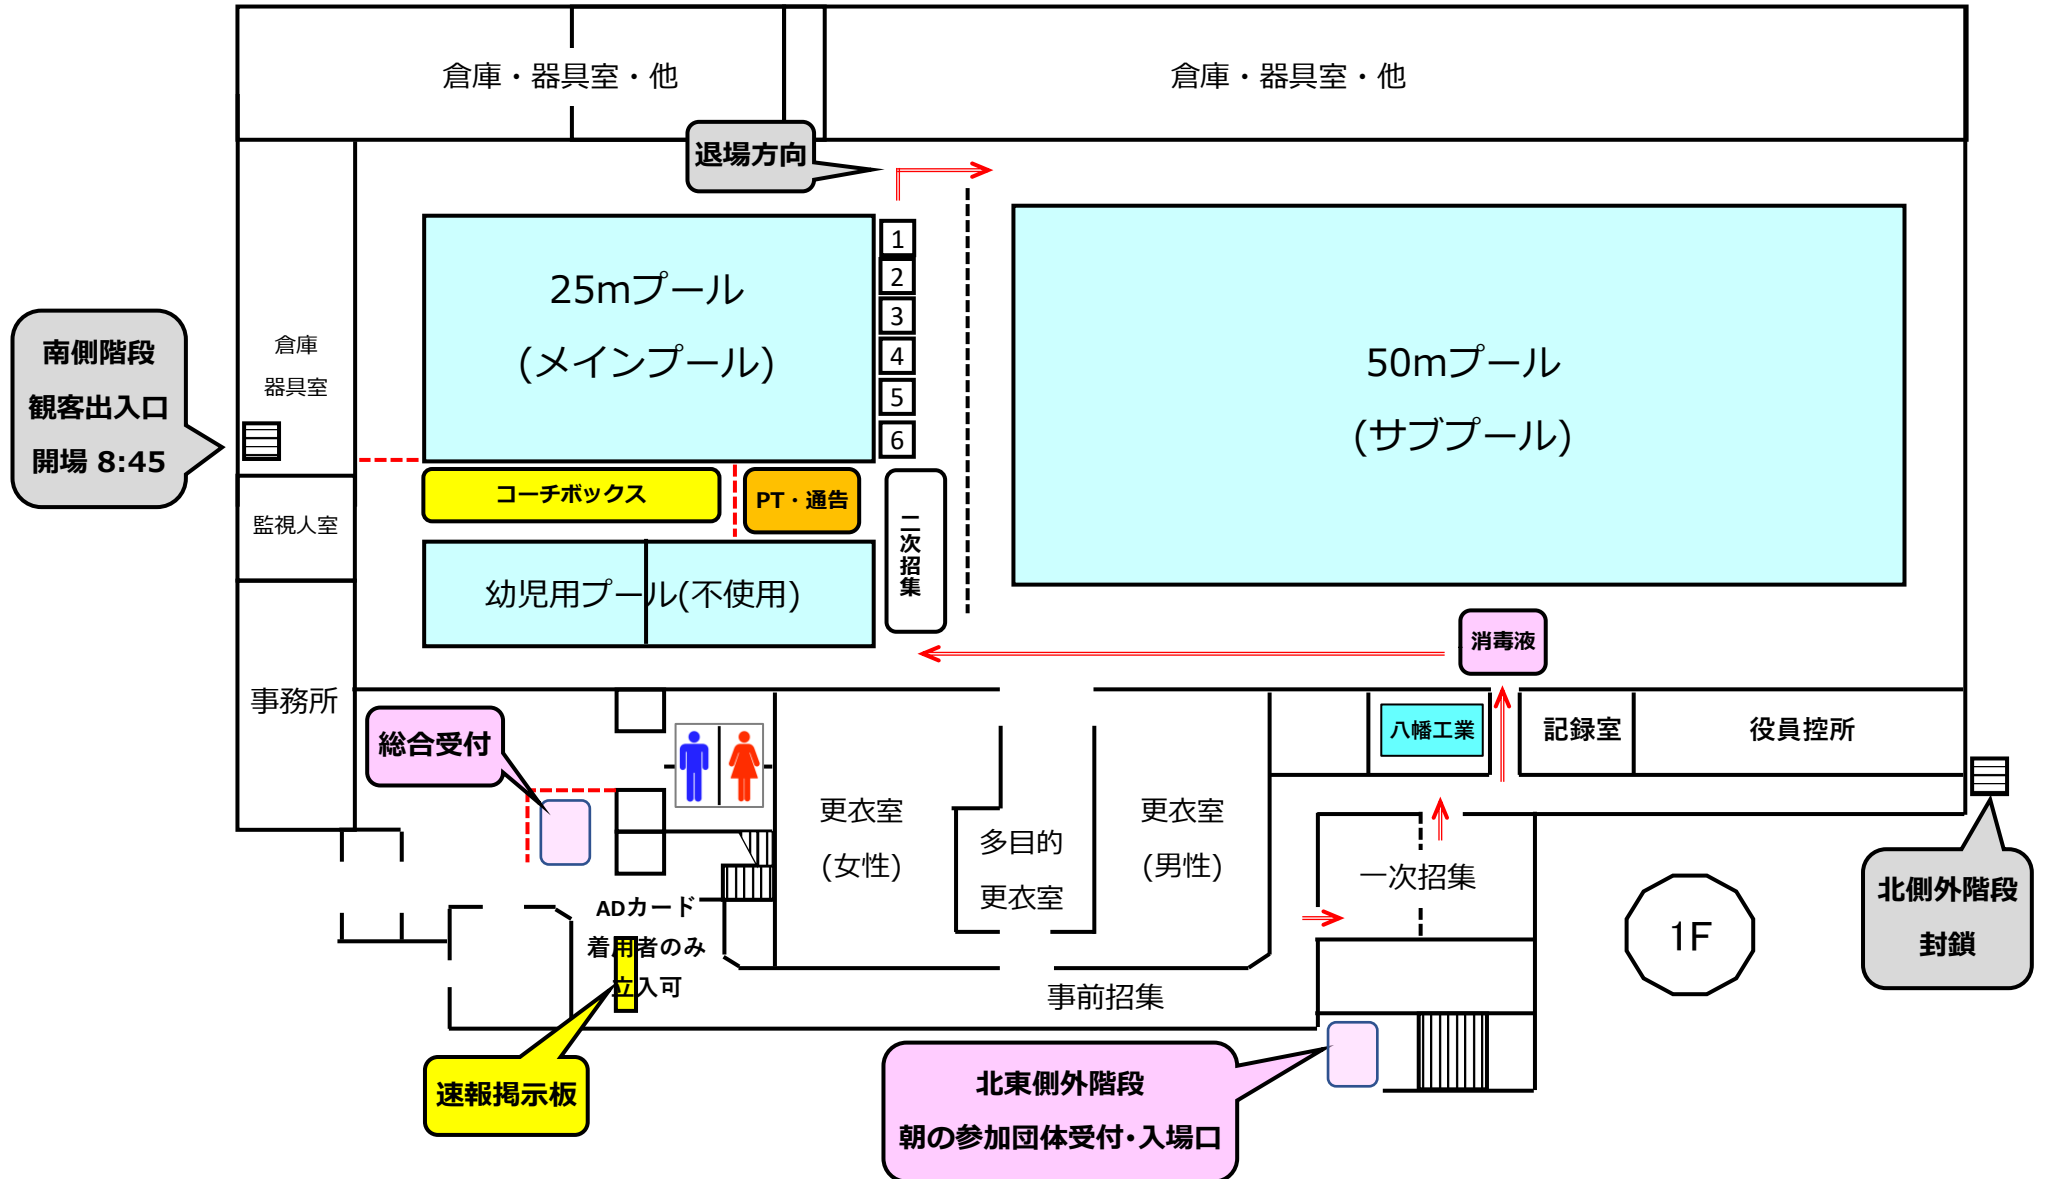 倉庫・器具室・他
倉庫・器具室・他
退場方向
25mプール
(メインプール)
1
2
3
4
5
6
50mプール
(サブプール)
南側階段
観客出入口
開場 8:45
倉庫
器具室
監視人室
コーチボックス
PT・通告
二次招集
幼児用プール(不使用)
消毒液
事務所
総合受付
八幡工業
記録室
役員控所
更衣室
(女性)
多目的
更衣室
更衣室
(男性)
一次招集
1F
北側外階段
封鎖
ADカード
着用者のみ
立入可
事前招集
速報掲示板
北東側外階段
朝の参加団体受付・入場口